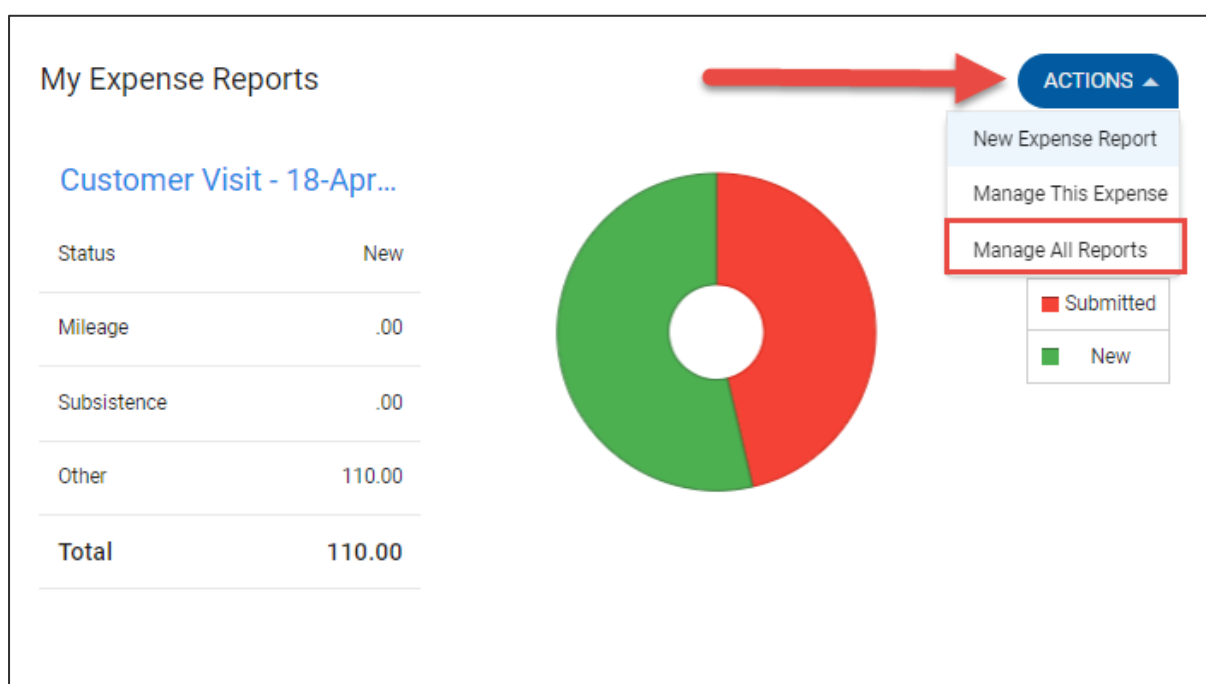 My Expense Reports
ACTIONS
New Expense Report
Manage This Expense
Manage All Reports
Customer Visit - 18-Apr...
Status New
Mileage .00
Subsistence .00
Other 110.00
Total 110.00
Submitted
New